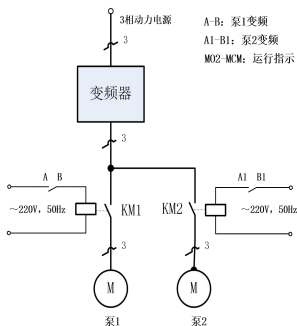 3相动力电源
A-B：泵1变频
A1-B1：泵2变频
MO2-MCM：运行指示
3
变频器
3
A B
A1 B1
～220V，50Hz
KM1
KM2
～220V，50Hz
3
3
M
M
泵1
泵2